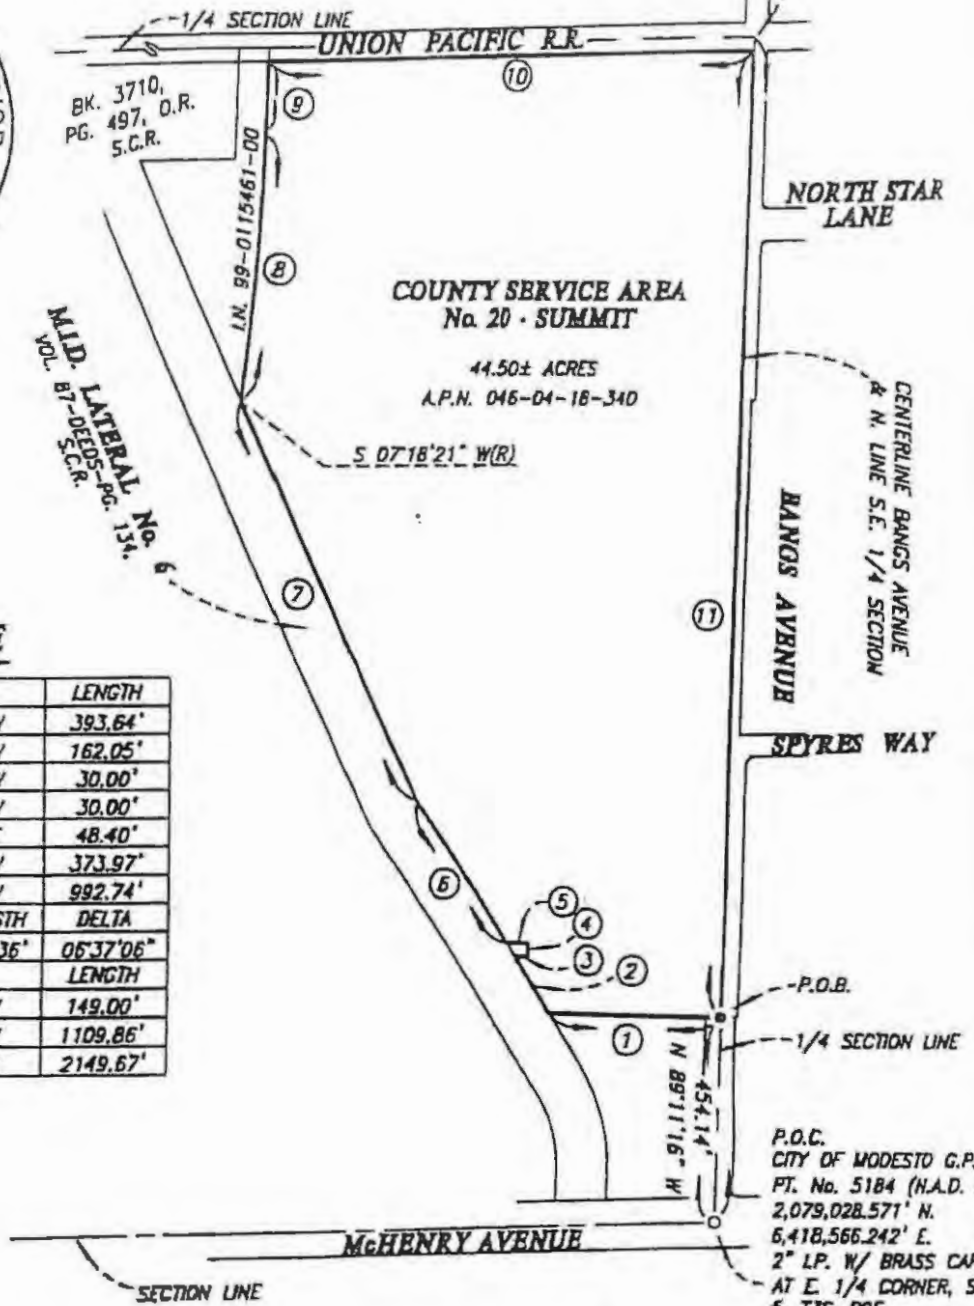 1/4 SECTION LINE
UNION PACIFIC R.R.
10
9
BK. 3710,
PG. 497, O.R.
S.C.R.
I.N. 99-0115461-00
8
NORTH STAR
LANE
COUNTY SERVICE AREA
No. 20 - SUMMIT
44.50± ACRES
A.P.N. 046-04-18-340
S 07°18'21" W(R)
M.I.D. LATERAL No. 6
VOL. 87-DEEDS-PG. 134,
S.C.R.
CENTERLINE BANGS AVENUE
& N. LINE S.E. 1/4 SECTION
BANGS AVENUE
7
11
SPYRES WAY
LENGTH
393.64'
162.05'
30.00'
30.00'
48.40'
373.97'
992.74'
DELTA
36' 06°37'06"
LENGTH
149.00'
1109.86'
2149.67'
6
5
4
3
2
1
P.O.B.
1/4 SECTION LINE
N 89°11'16" W
454.14'
P.O.C.
CITY OF MODESTO G.P.
PT. No. 5184 (N.A.D.
2,079,028.571' N.
6,418,566.242' E.
2" I.P. W/ BRASS CAP
AT E. 1/4 CORNER,
McHENRY AVENUE
SECTION LINE